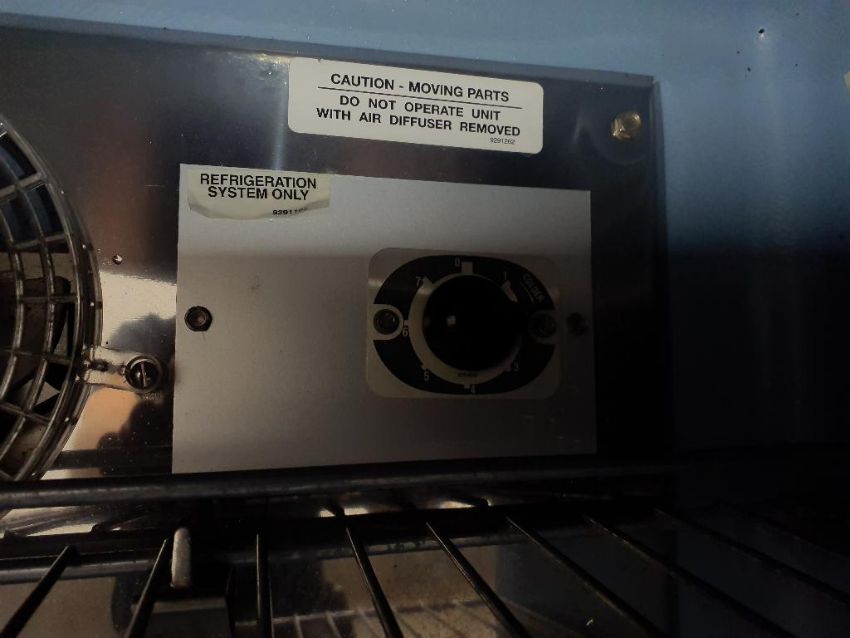 CAUTION - MOVING PARTS
DO NOT OPERATE UNIT
WITH AIR DIFFUSER REMOVED
9291262
REFRIGERATION
SYSTEM ONLY
0
7
1
COLDER
6
5
3
4